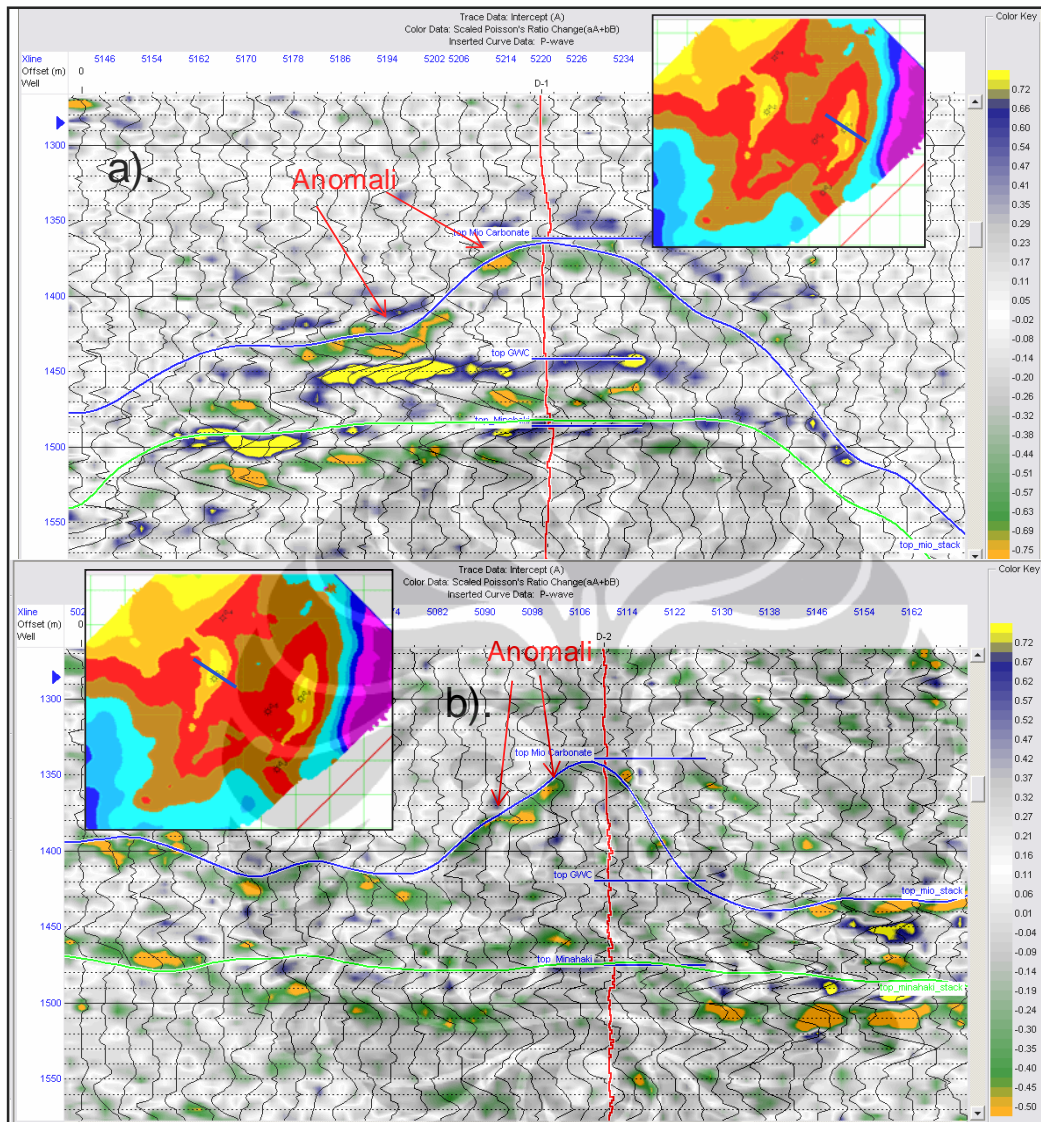 Trace Data: Intercept (A)
Color Data: Scaled Poisson's Ratio Change(aA+bB)
Inserted Curve Data: P-wave
Color Key
Xline 5146 5154 5162 5170 5178 5186 5194 5202 5206 5214 5220 5226 5234
Offset (m) 0
Well D-1
1300
1350
1400
1450
1500
1550
a).
Anomali
top Mio Carbonate
top GWC
top_Minahaki
top_mio_stack
0.72
0.66
0.60
0.54
0.48
0.41
0.35
0.29
0.23
0.17
0.11
0.05
-0.02
-0.08
-0.14
-0.20
-0.26
-0.32
-0.38
-0.44
-0.51
-0.57
-0.63
-0.69
-0.75
Trace Data: Intercept (A)
Color Data: Scaled Poisson's Ratio Change(aA+bB)
Inserted Curve Data: P-wave
Color Key
Xline 502 74 5082 5090 5098 5106 5114 5122 5130 5138 5146 5154 5162
Offset (m) 0
Well D-2
1300
1350
1400
1450
1500
1550
Anomali
b).
top Mio Carbonate
top GWC
top_Minahaki
top_mio_stack
top_minahaki_stack
0.72
0.67
0.62
0.57
0.52
0.47
0.42
0.37
0.32
0.27
0.21
0.16
0.11
0.06
0.01
-0.04
-0.09
-0.14
-0.19
-0.24
-0.30
-0.35
-0.40
-0.45
-0.50